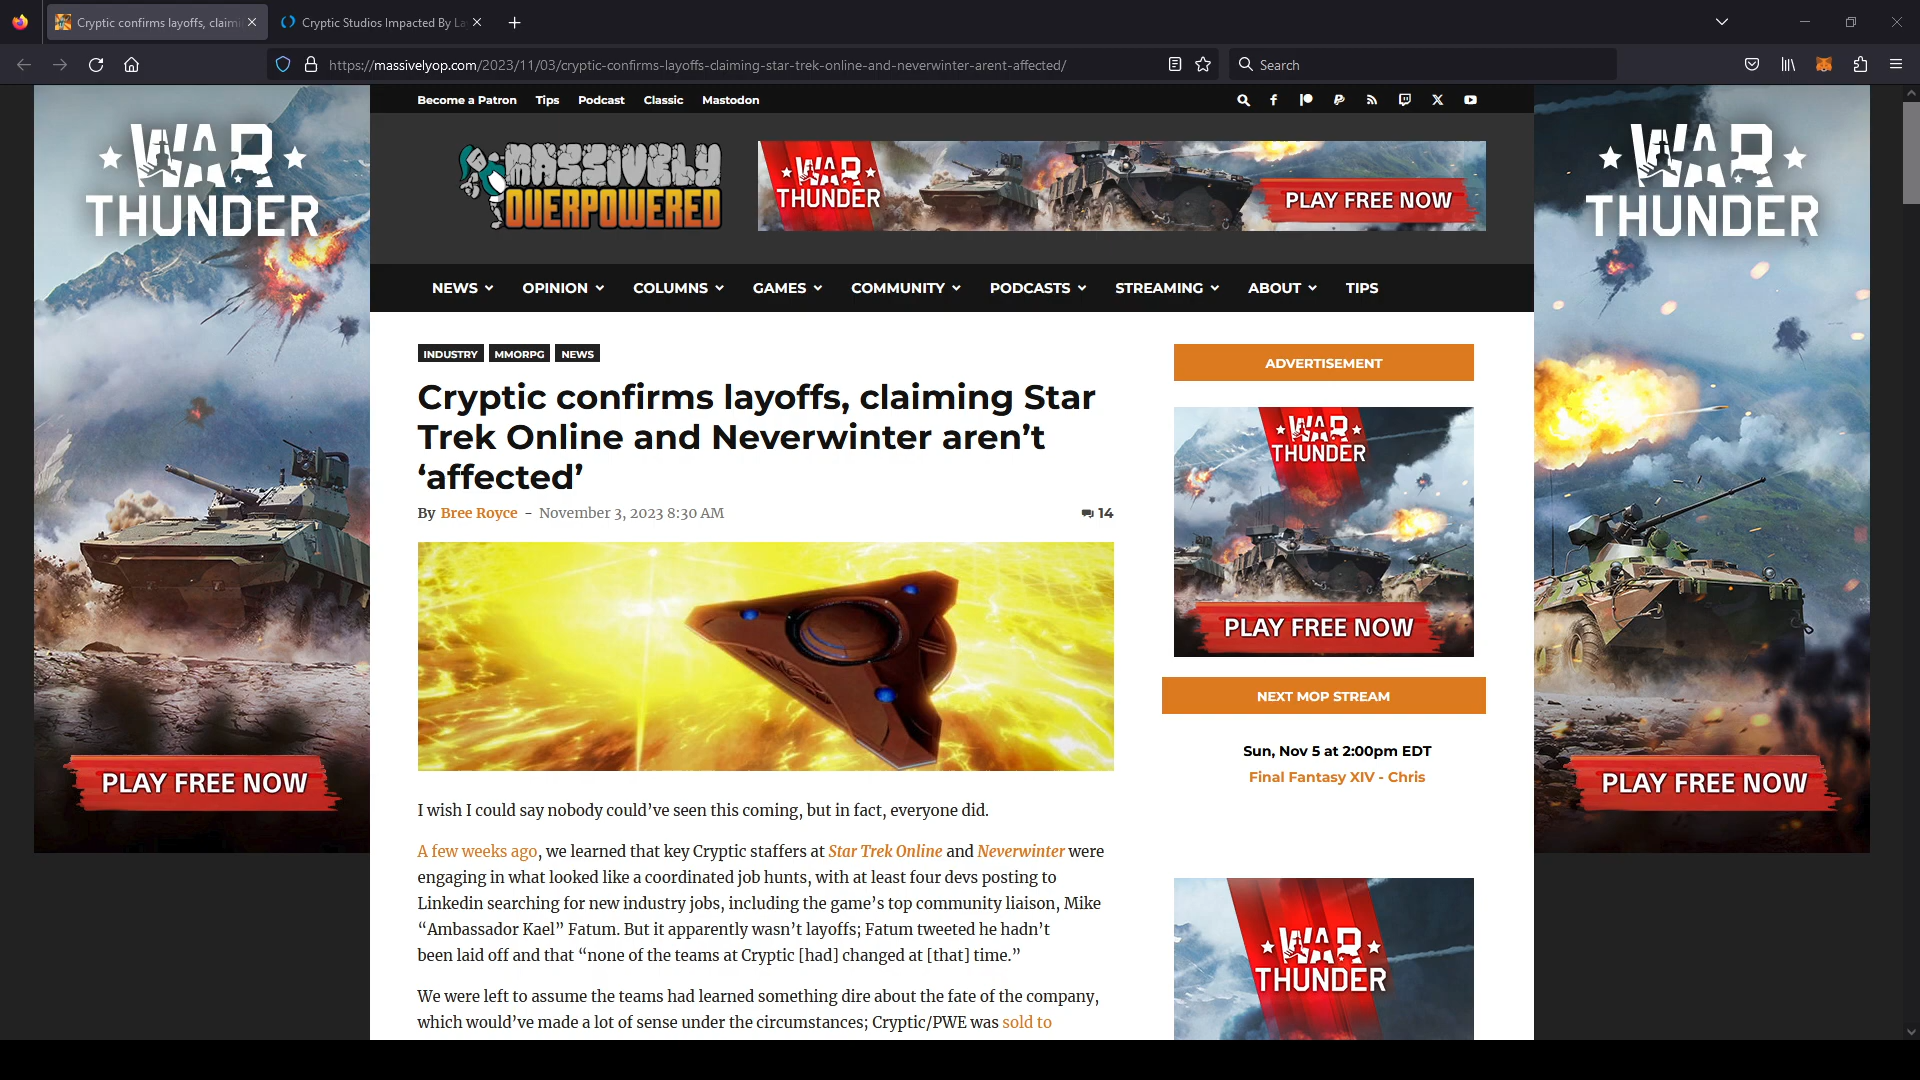 Cryptic confirms layoffs, claim
Cryptic Studios Impacted By La
https://massivelyop.com/2023/11/03/cryptic-confirms-layoffs-claiming-star-trek-online-and-neverwinter-arent-affected/
Search
Become a Patron Tips Podcast Classic Mastodon
WAR
THUNDER
PLAY FREE NOW
MASSIVELY
OVERPOWERED
WAR
THUNDER
PLAY FREE NOW
WAR
THUNDER
PLAY FREE NOW
NEWS OPINION COLUMNS GAMES COMMUNITY PODCASTS STREAMING ABOUT TIPS
INDUSTRY MMORPG NEWS
Cryptic confirms layoffs, claiming Star
Trek Online and Neverwinter aren’t
‘affected’
By Bree Royce - November 3, 2023 8:30 AM
14
I wish I could say nobody could’ve seen this coming, but in fact, everyone did.
A few weeks ago, we learned that key Cryptic staffers at Star Trek Online and Neverwinter were
engaging in what looked like a coordinated job hunts, with at least four devs posting to
Linkedin searching for new industry jobs, including the game’s top community liaison, Mike
“Ambassador Kael” Fatum. But it apparently wasn’t layoffs; Fatum tweeted he hadn’t
been laid off and that “none of the teams at Cryptic [had] changed at [that] time.”
We were left to assume the teams had learned something dire about the fate of the company,
which would’ve made a lot of sense under the circumstances; Cryptic/PWE was sold to
ADVERTISEMENT
WAR
THUNDER
PLAY FREE NOW
NEXT MOP STREAM
Sun, Nov 5 at 2:00pm EDT
Final Fantasy XIV - Chris
WAR
THUNDER